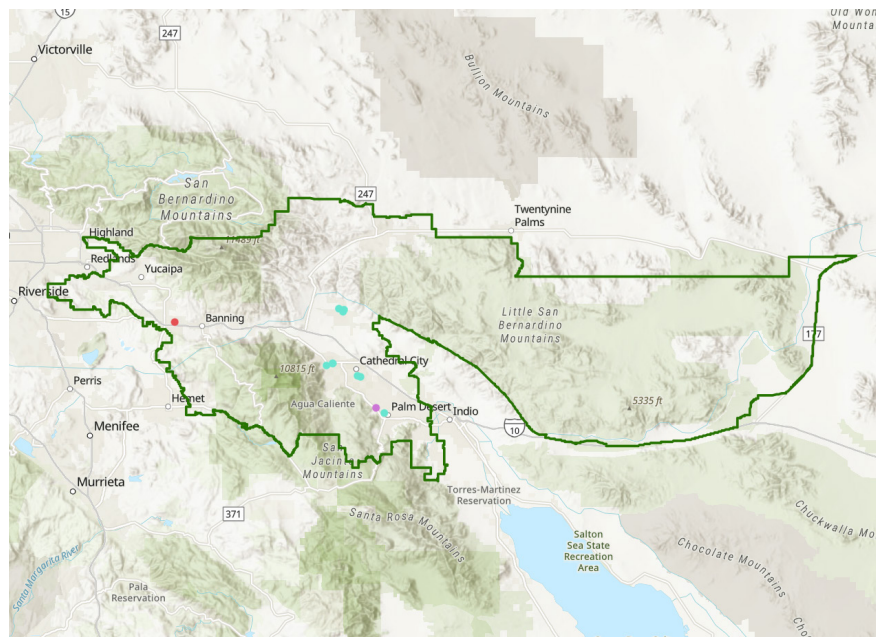 15
Old Wom
Mounta
247
Victorville
Bullion Mountains
San
Bernardino
Mountains
247
Twentynine
Palms
Highland
11489 ft
Redlands
Yucaipa
Riverside
Banning
Little San
Bernardino
Mountains
177
10815 ft
Cathedral City
Perris
Hemet
Agua Caliente
Palm Desert
Indio
5335 ft
10
Menifee
San
Jacinto
Mountains
Murrieta
Torres-Martinez
Reservation
371
Santa Rosa Mountains
Chuckwalla Mo
Salton
Sea State
Recreation
Area
Chocolate Mountains
Santa Margarita River
Pala
Reservation
Choc